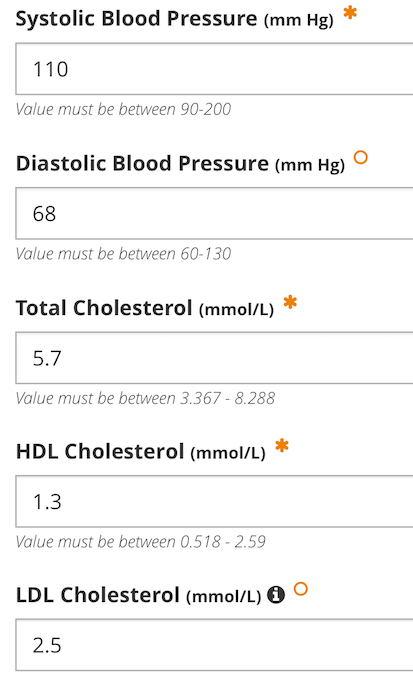 Systolic Blood Pressure (mm Hg) *
110
Value must be between 90-200
Diastolic Blood Pressure (mm Hg)
68
Value must be between 60-130
Total Cholesterol (mmol/L) *
5.7
Value must be between 3.367 - 8.288
HDL Cholesterol (mmol/L) *
1.3
Value must be between 0.518 - 2.59
LDL Cholesterol (mmol/L) i
2.5